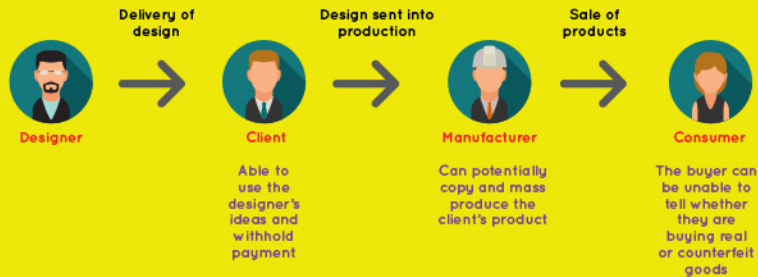 Delivery of
design
Design sent into
production
Sale of
products
Designer
Client
Manufacturer
Consumer
Able to
use the
designer's
ideas and
withhold
payment
Can potentially
copy and mass
produce the
client's product
The buyer can
be unable to
tell whether
they are
buying real
or counterfeit
goods